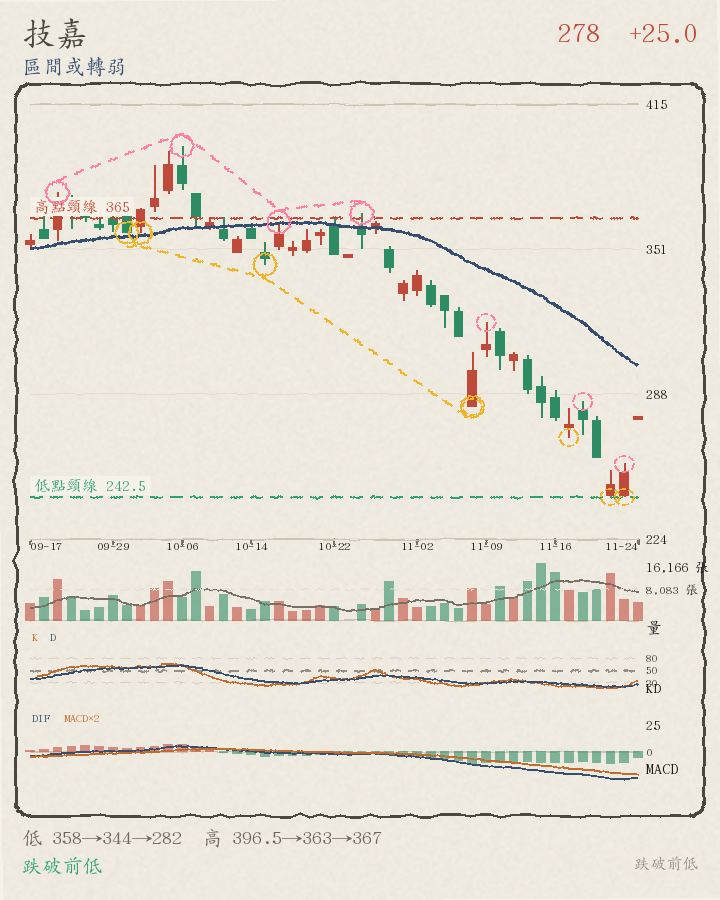 技嘉
278 +25.0
區間或轉弱
415
高點頸線 365
351
288
低點頸線 242.5
224
09-17 09-29 10-06 10-14 10-22 11-02 11-09 11-16 11-24
16,166 張
8,083 張
量
K D
80
50
20
KD
DIF MACD×2
25
0
MACD
低 358→344→282 高 396.5→363→367
跌破前低
跌破前低